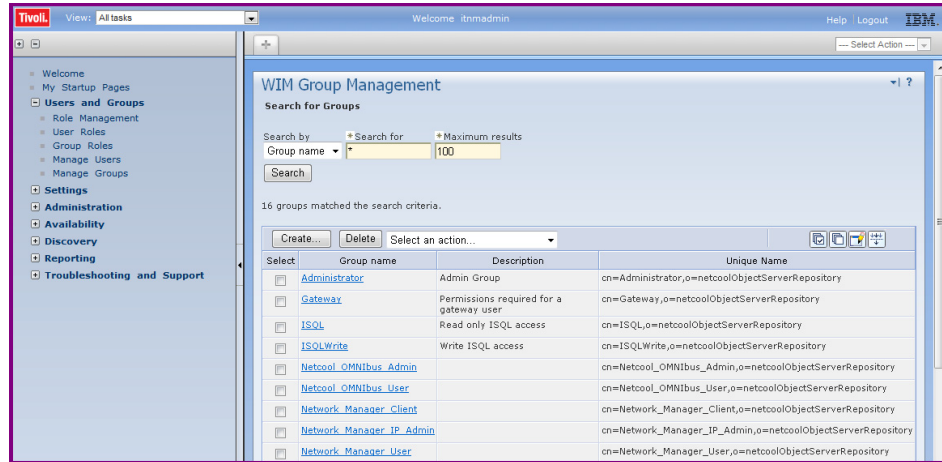 Tivoli. View: All tasks Welcome itnmadmin Help Logout IBM.
--- Select Action ---
Welcome
My Startup Pages
Users and Groups
Role Management
User Roles
Group Roles
Manage Users
Manage Groups
Settings
Administration
Availability
Discovery
Reporting
Troubleshooting and Support
WIM Group Management ?
Search for Groups
Search by *Search for *Maximum results
Group name * 100
Search
16 groups matched the search criteria.
Create... Delete Select an action...
Select Group name Description Unique Name
Administrator Admin Group cn=Administrator,o=netcoolObjectServerRepository
Gateway Permissions required for a gateway user cn=Gateway,o=netcoolObjectServerRepository
ISQL Read only ISQL access cn=ISQL,o=netcoolObjectServerRepository
ISQLWrite Write ISQL access cn=ISQLWrite,o=netcoolObjectServerRepository
Netcool_OMNIbus_Admin cn=Netcool_OMNIbus_Admin,o=netcoolObjectServerRepository
Netcool_OMNIbus_User cn=Netcool_OMNIbus_User,o=netcoolObjectServerRepository
Network_Manager_Client cn=Network_Manager_Client,o=netcoolObjectServerRepository
Network_Manager_IP_Admin cn=Network_Manager_IP_Admin,o=netcoolObjectServerRepository
Network_Manager_User cn=Network_Manager_User,o=netcoolObjectServerRepository